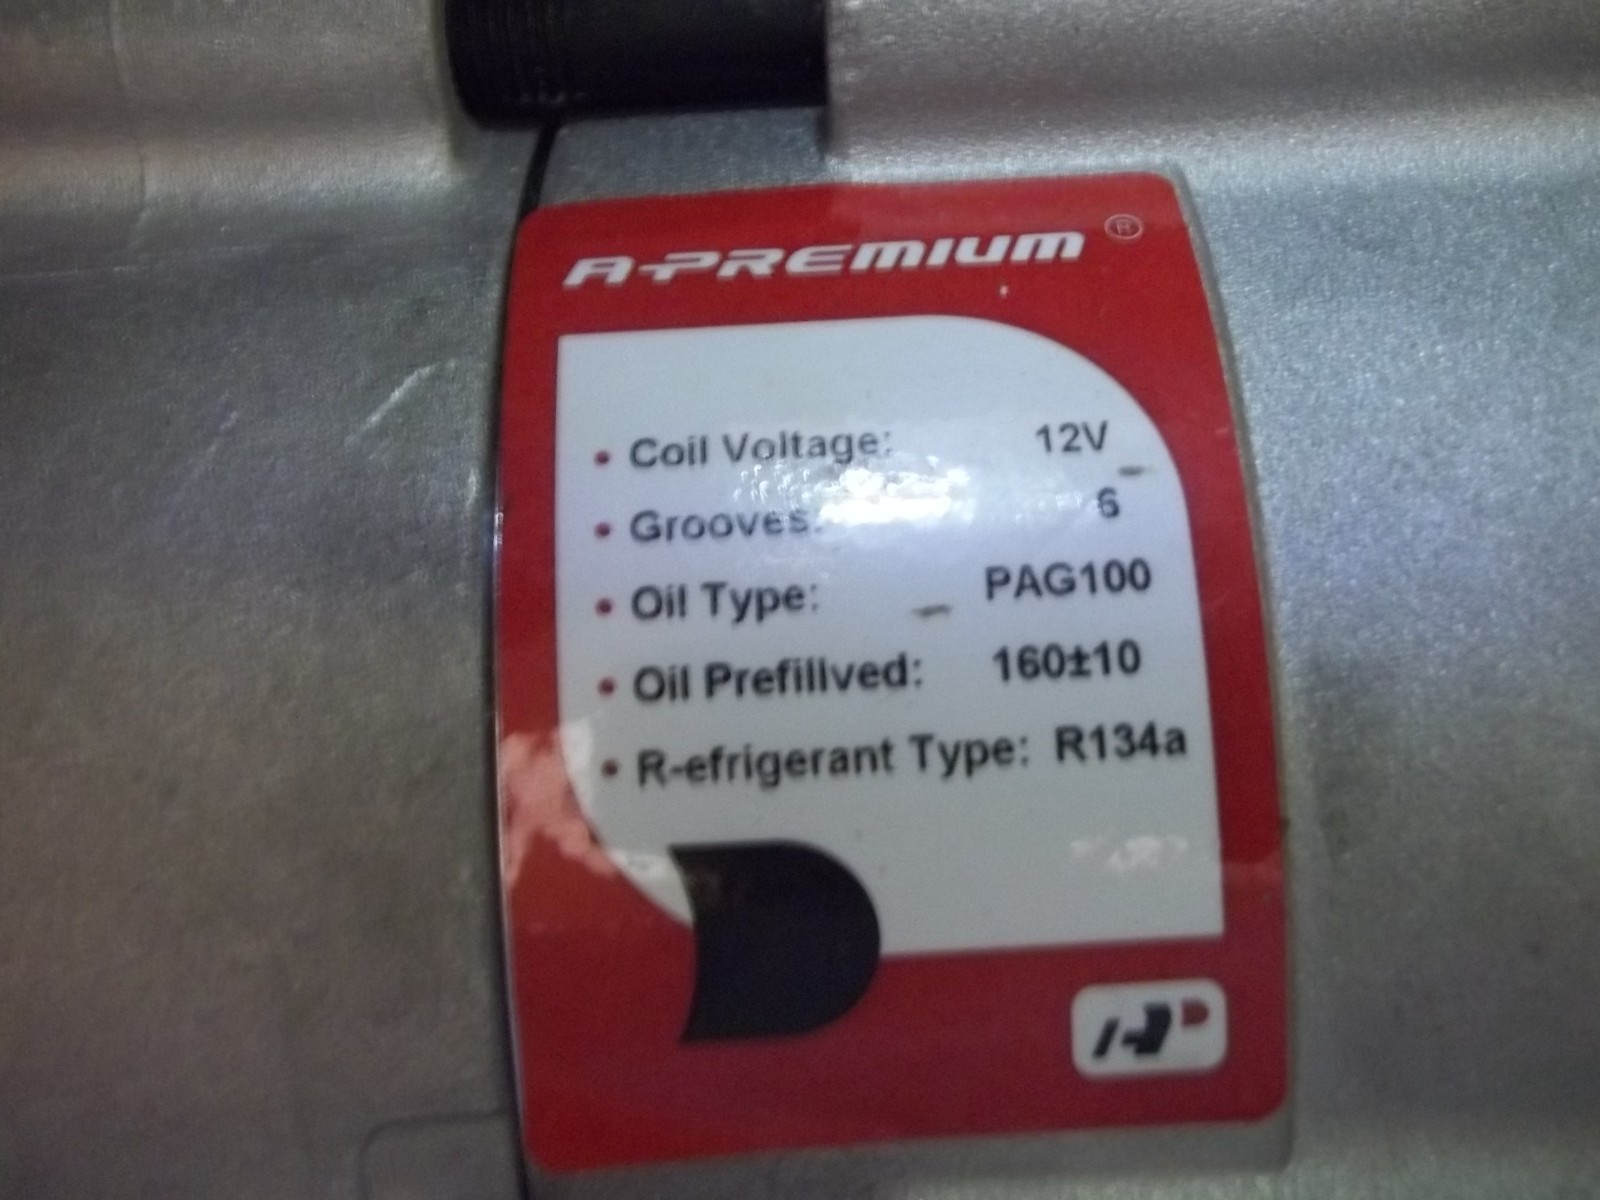 A-PREMIUM ®
• Coil Voltage: 12V
• Grooves: 6
• Oil Type: PAG100
• Oil Prefillved: 160±10
• R-efrigerant Type: R134a